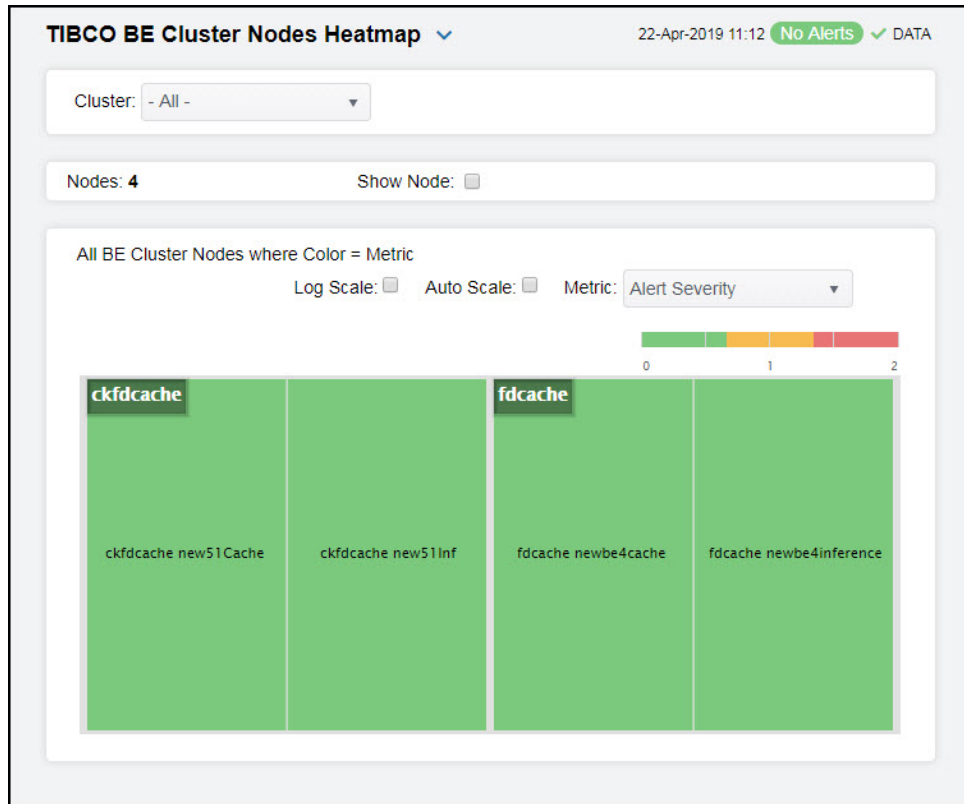 TIBCO BE Cluster Nodes Heatmap
22-Apr-2019 11:12 No Alerts DATA
Cluster: - All -
Nodes: 4 Show Node:
All BE Cluster Nodes where Color = Metric
Log Scale: Auto Scale: Metric: Alert Severity
0 1 2
ckfdcache fdcache
ckfdcache new51Cache ckfdcache new51Inf fdcache newbe4cache fdcache newbe4inference